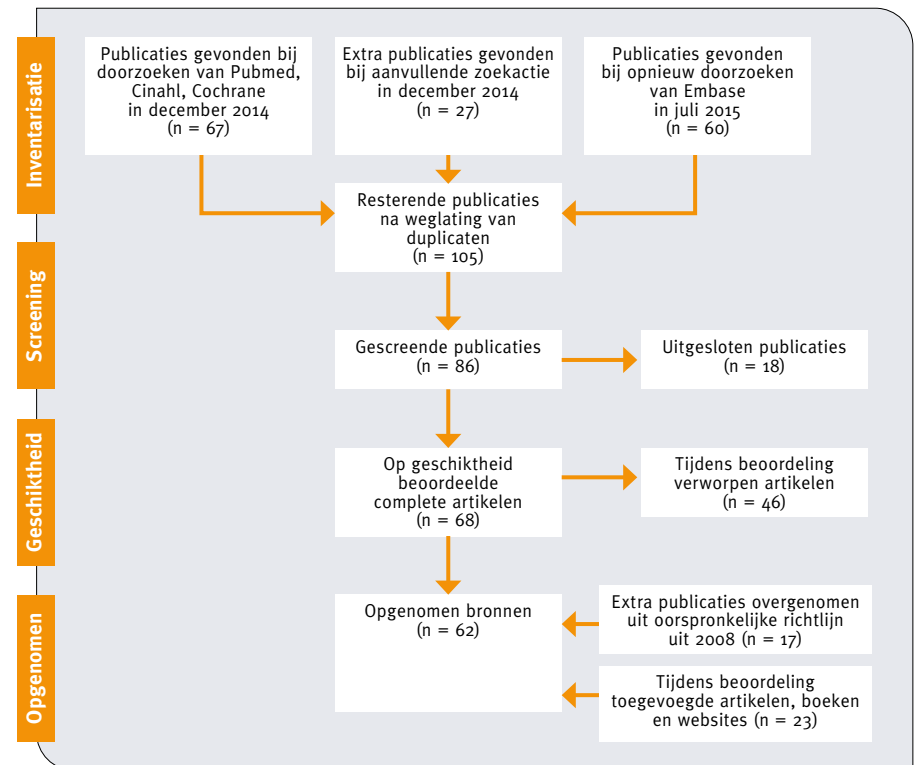 Inventarisatie
Publicaties gevonden bij
doorzoeken van Pubmed,
Cinahl, Cochrane
in december 2014
(n = 67)
Extra publicaties gevonden
bij aanvullende zoekactie
in december 2014
(n = 27)
Publicaties gevonden
bij opnieuw doorzoeken
van Embase
in juli 2015
(n = 60)
Resterende publicaties
na weglating van
duplicaten
(n = 105)
Screening
Gescreende publicaties
(n = 86)
Uitgesloten publicaties
(n = 18)
Geschiktheid
Op geschiktheid
beoordeelde
complete artikelen
(n = 68)
Tijdens beoordeling
verworpen artikelen
(n = 46)
Opgenomen
Opgenomen bronnen
(n = 62)
Extra publicaties overgenomen
uit oorspronkelijke richtlijn
uit 2008 (n = 17)
Tijdens beoordeling
toegevoegde artikelen, boeken
en websites (n = 23)